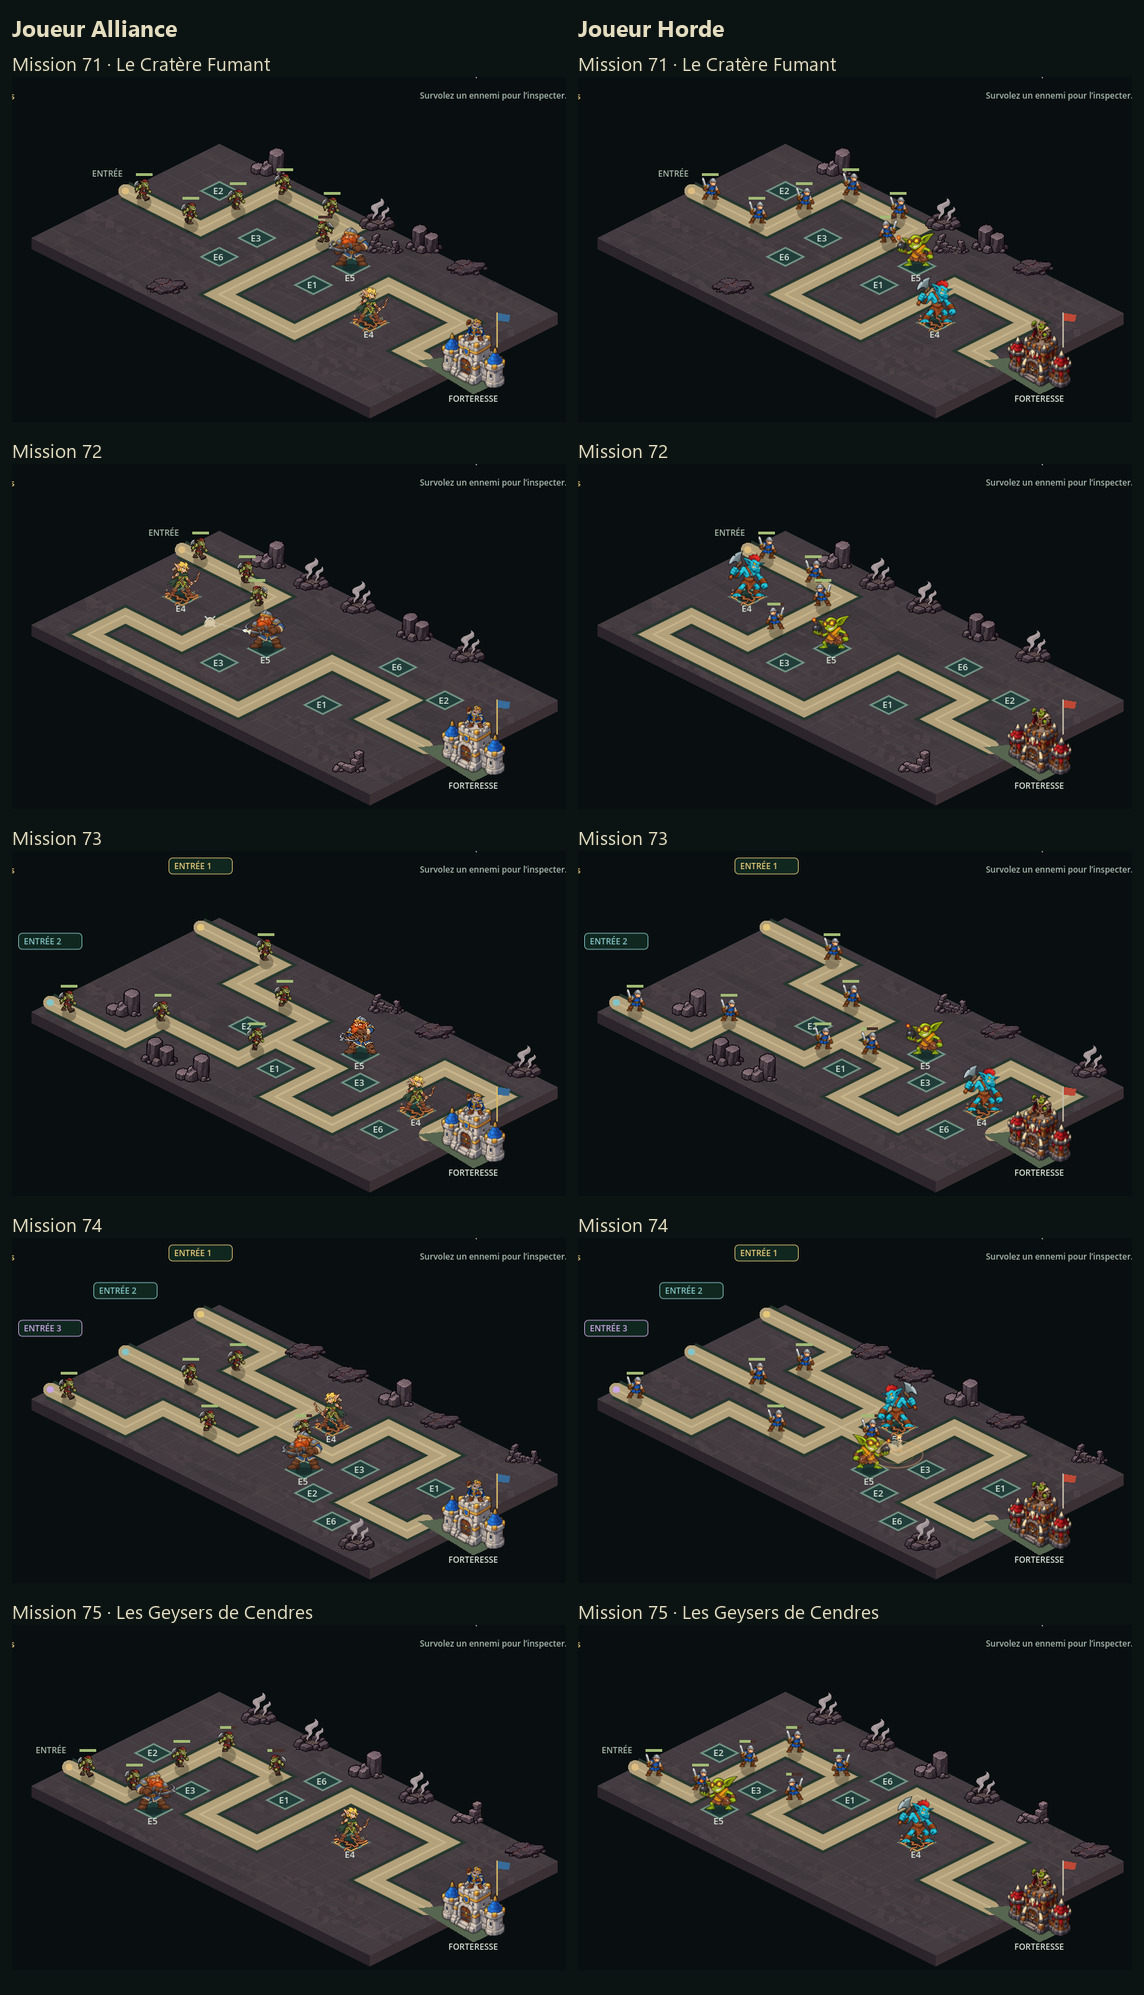 Joueur Alliance
Joueur Horde
Mission 71 · Le Cratère Fumant
Mission 71 · Le Cratère Fumant
s
Survolez un ennemi pour l'inspecter.
s
Survolez un ennemi pour l'inspecter.
ENTRÉE
E2
E3
E6
E5
E1
E4
FORTERESSE
ENTRÉE
E2
E3
E6
E5
E1
E4
FORTERESSE
Mission 72
Mission 72
s
Survolez un ennemi pour l'inspecter.
s
Survolez un ennemi pour l'inspecter.
ENTRÉE
E4
E5
E3
E6
E2
E1
FORTERESSE
ENTRÉE
E4
E5
E3
E6
E2
E1
FORTERESSE
Mission 73
Mission 73
ENTRÉE 1
s
Survolez un ennemi pour l'inspecter.
ENTRÉE 2
E2
E5
E1
E3
E4
E6
FORTERESSE
ENTRÉE 1
s
Survolez un ennemi pour l'inspecter.
ENTRÉE 2
E2
E5
E1
E3
E4
E6
FORTERESSE
Mission 74
Mission 74
ENTRÉE 1
s
Survolez un ennemi pour l'inspecter.
ENTRÉE 2
ENTRÉE 3
E4
E3
E5
E1
E2
E6
FORTERESSE
ENTRÉE 1
s
Survolez un ennemi pour l'inspecter.
ENTRÉE 2
ENTRÉE 3
E3
E5
E1
E2
E6
FORTERESSE
Mission 75 · Les Geysers de Cendres
Mission 75 · Les Geysers de Cendres
s
Survolez un ennemi pour l'inspecter.
s
Survolez un ennemi pour l'inspecter.
ENTRÉE
E2
E6
E3
E1
E5
E4
FORTERESSE
ENTRÉE
E2
E6
E3
E1
E5
E4
FORTERESSE